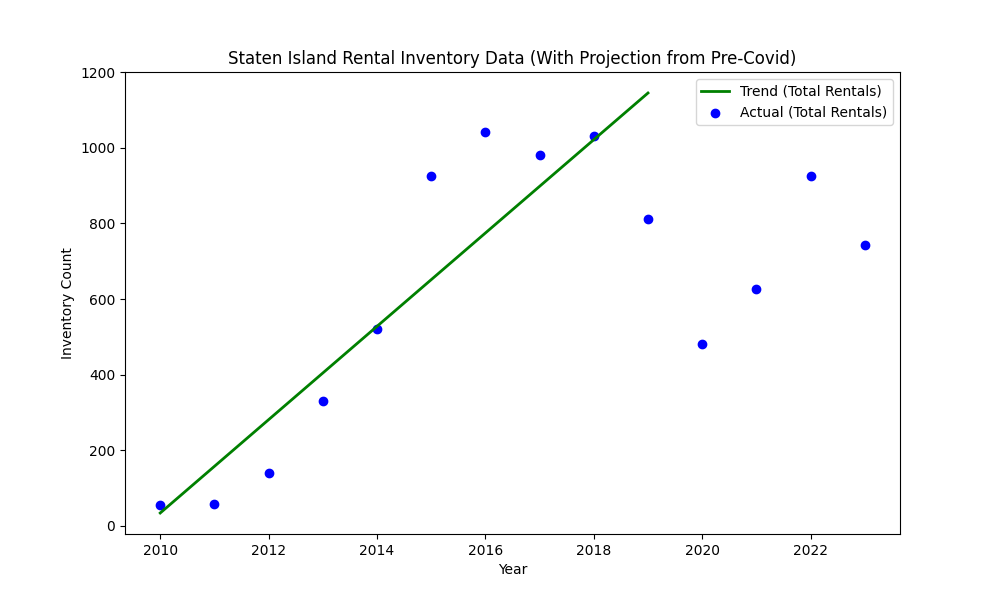 Staten Island Rental Inventory Data (With Projection from Pre-Covid)
Trend (Total Rentals)
Actual (Total Rentals)
1200
1000
800
600
400
200
0
Inventory Count
2010 2012 2014 2016 2018 2020 2022
Year